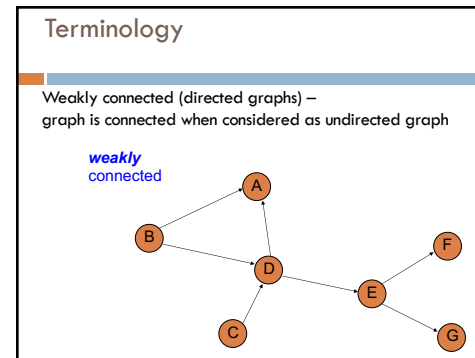 Terminology
Weakly connected (directed graphs) –
graph is connected when considered as undirected graph
weakly
connected
A
B
F
D
E
C
G